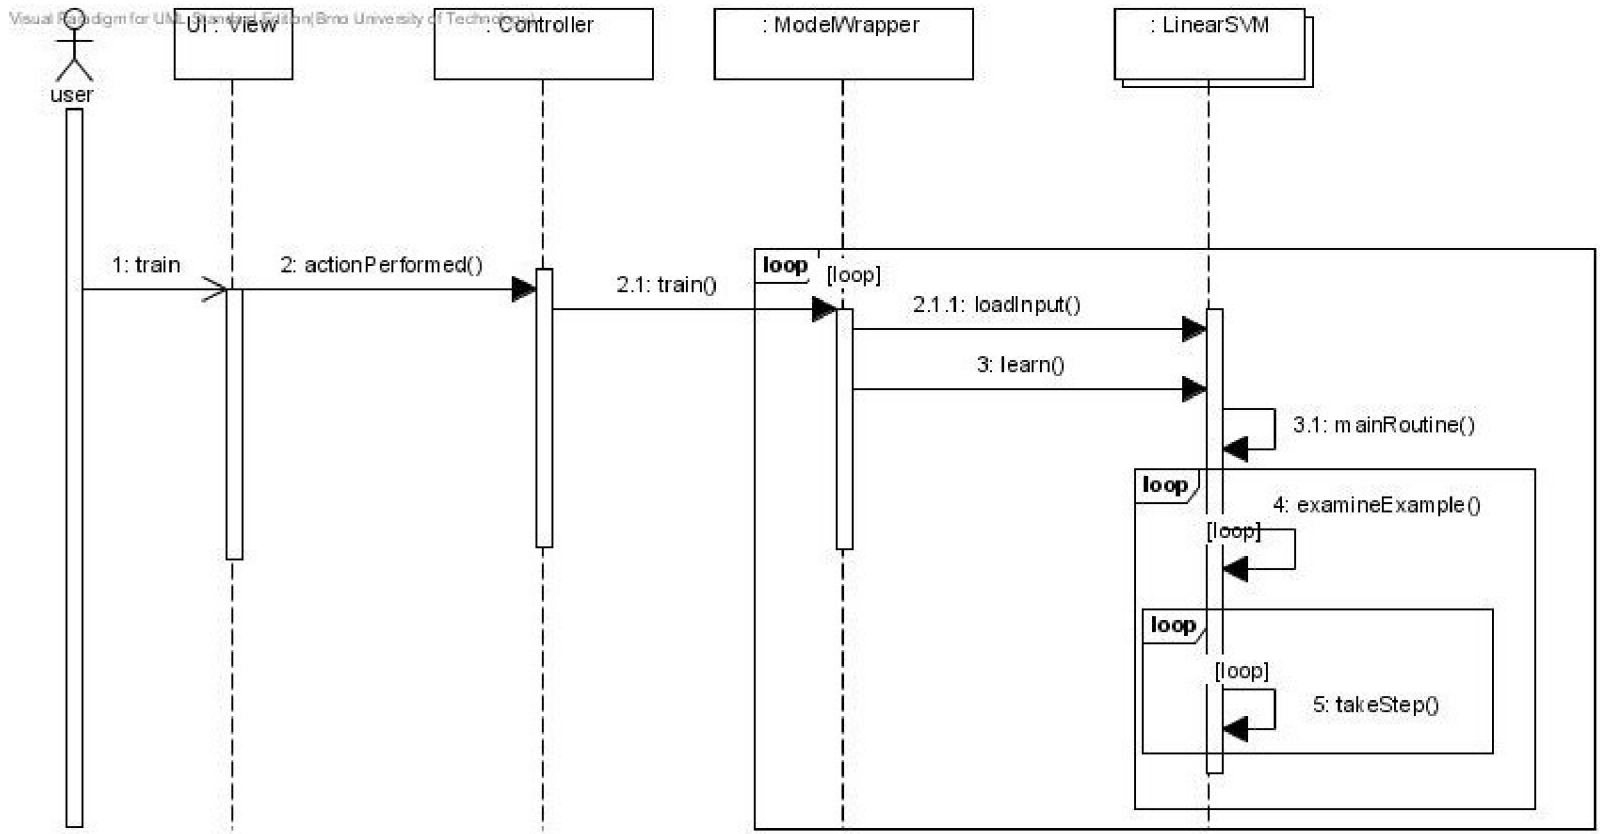 Visual Paradigm for UML Standard Edition(Brno University of Technology)
UI : View
: Controller
: ModelWrapper
: LinearSVM
user
1: train
2: actionPerformed()
2.1: train()
loop
[loop]
2.1.1: loadInput()
3: learn()
3.1: mainRoutine()
loop
4: examineExample()
[loop]
loop
[loop]
5: takeStep()